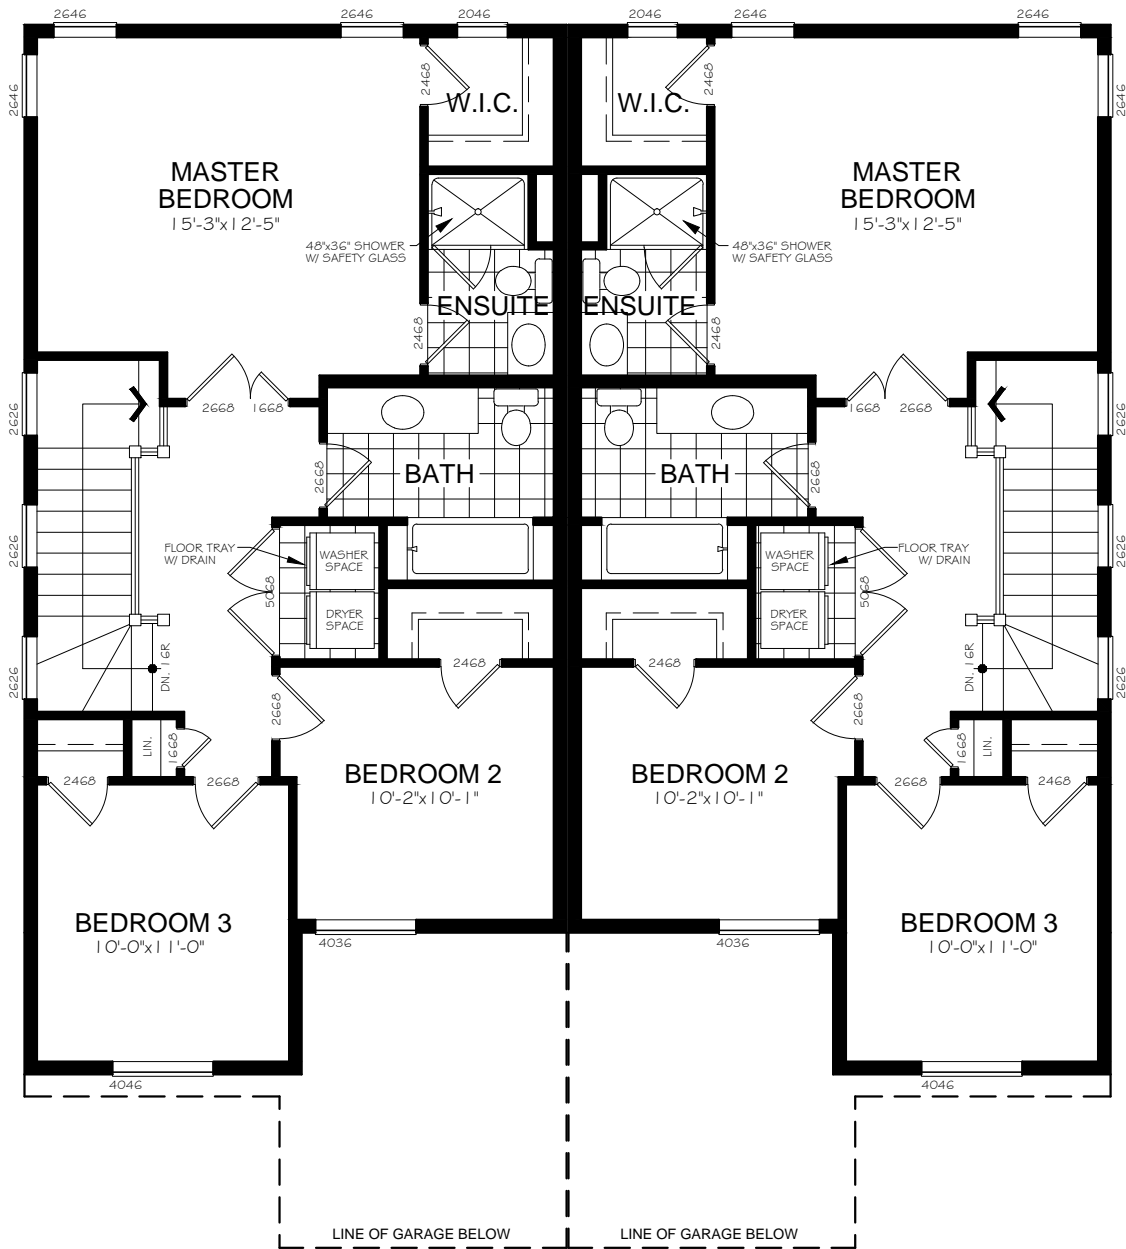 2646
2646
2046
2046
2646
2646
2646
2468
W.I.C.
W.I.C.
2468
2646
MASTER
BEDROOM
15'-3"x12'-5"
MASTER
BEDROOM
15'-3"x12'-5"
48"x36" SHOWER
W/ SAFETY GLASS
48"x36" SHOWER
W/ SAFETY GLASS
ENSUITE
ENSUITE
2468
2468
2626
2668
1668
1668
2668
2626
2668
BATH
BATH
2668
2626
FLOOR TRAY
W/ DRAIN
WASHER
SPACE
WASHER
SPACE
FLOOR TRAY
W/ DRAIN
2626
5068
DRYER
SPACE
DRYER
SPACE
5068
2626
DN. 16R
2468
2468
DN. 16R
2626
2668
2668
LIN.
1668
1668
LIN.
2468
2668
BEDROOM 2
10'-2"x10'-1"
BEDROOM 2
10'-2"x10'-1"
2668
2468
BEDROOM 3
10'-0"x11'-0"
BEDROOM 3
10'-0"x11'-0"
4036
4036
4046
4046
LINE OF GARAGE BELOW
LINE OF GARAGE BELOW